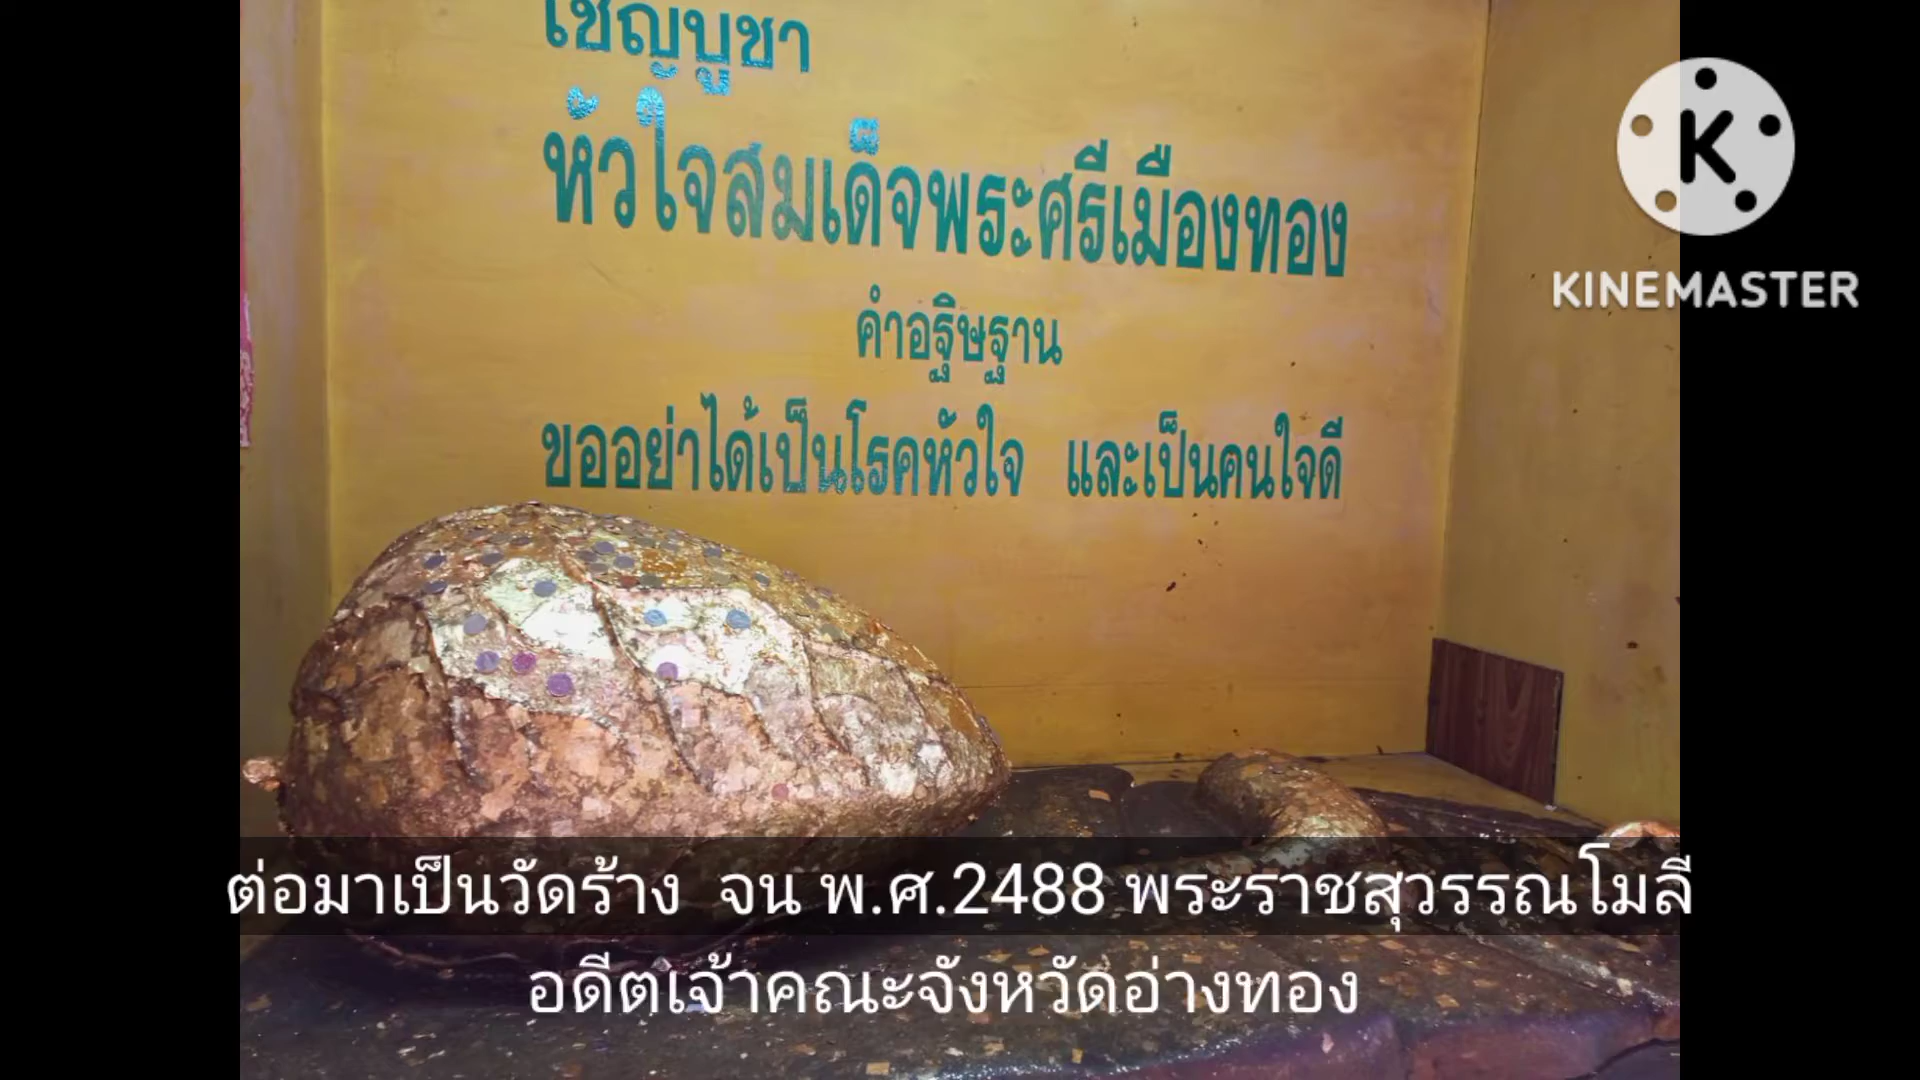 เชิญบูชา
หัวใจสมเด็จพระศรีเมืองทอง
คำอฐิษฐาน
ขออย่าได้เป็นโรคหัวใจ และเป็นคนใจดี
K
KINEMASTER
ต่อมาเป็นวัดร้าง จน พ.ศ.2488 พระราชสุวรรณโมลี
อดีตเจ้าคณะจังหวัดอ่างทอง